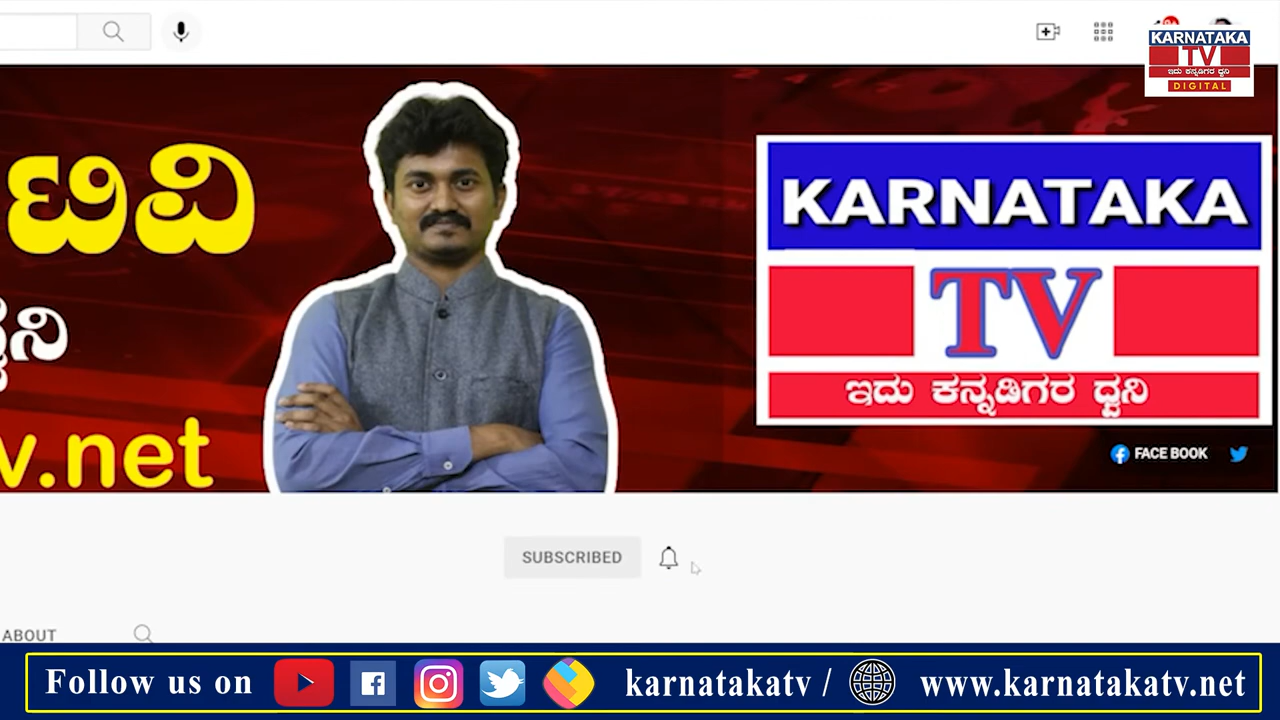 KARNATAKA
TV
ಇದು ಕನ್ನಡಿಗರ ಧ್ವನಿ
DIGITAL
ಟಿವಿ
KARNATAKA
TV
ಇದು ಕನ್ನಡಿಗರ ಧ್ವನಿ
v.net
FACE BOOK
SUBSCRIBED
ABOUT
Follow us on karnatakatv / www.karnatakatv.net